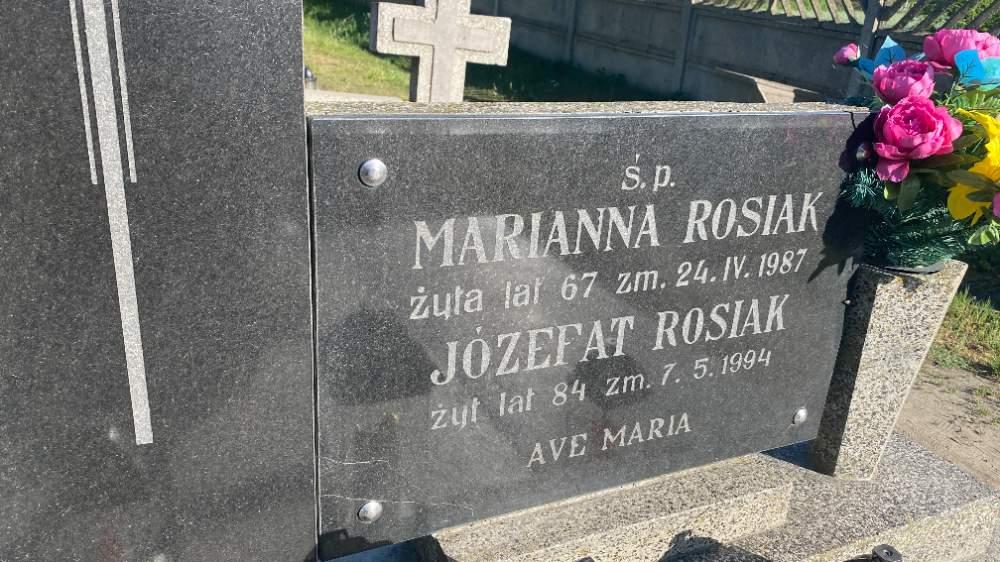 Ś.p.
MARIANNA ROSIAK
żyła lat 67 zm. 24. IV. 1987
JÓZEFAT ROSIAK
żył lat 84 zm. 7. 5. 1994
AVE MARIA